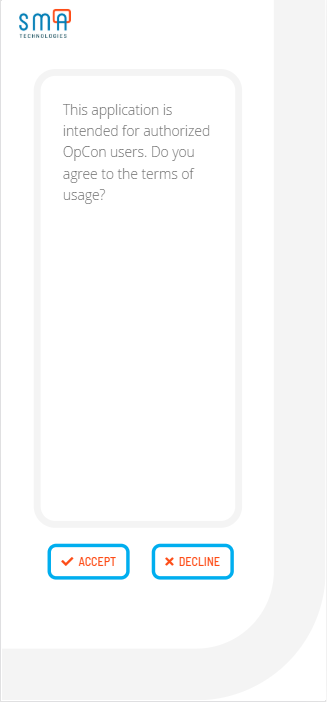 SMA
TECHNOLOGIES
This application is
intended for authorized
OpCon users. Do you
agree to the terms of
usage?
ACCEPT
DECLINE